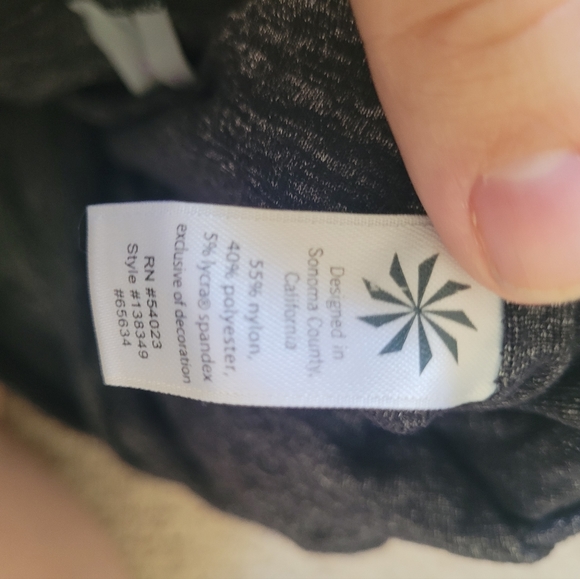 Designed in
Sonoma County,
California
55% nylon,
40% polyester,
5% lycra® spandex
exclusive of decoration
RN #54023
Style #138349
#65634